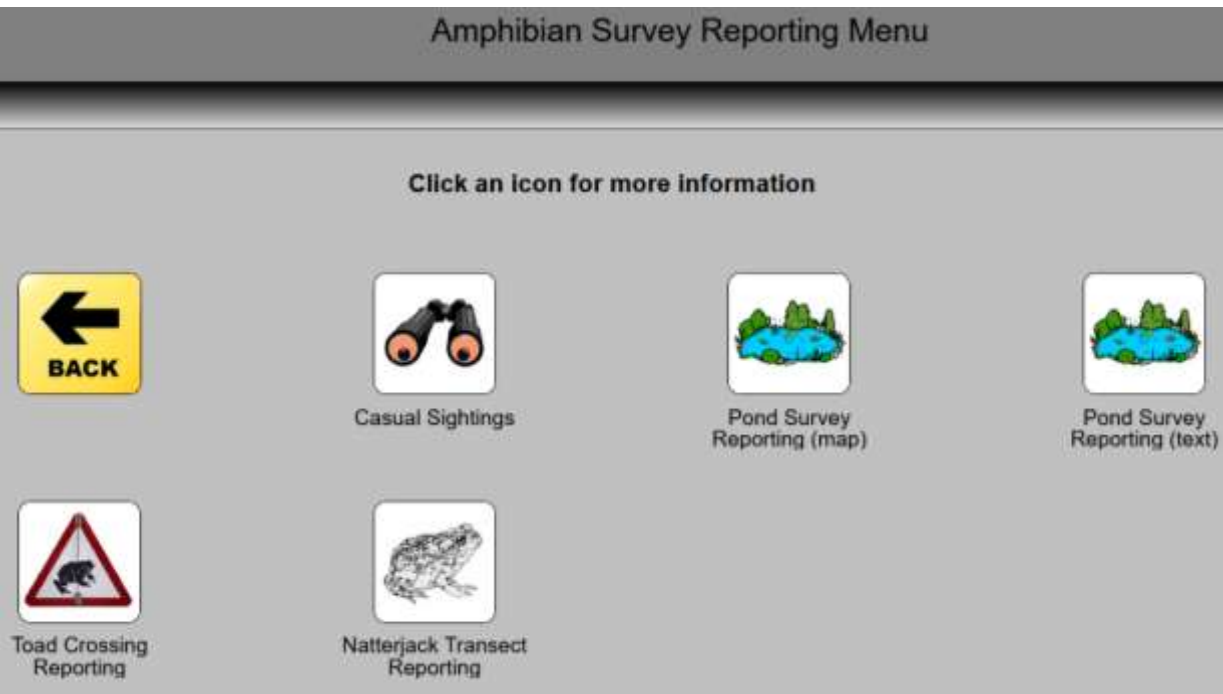 Amphibian Survey Reporting Menu
Click an icon for more information
BACK
Casual Sightings
Pond Survey
Reporting (map)
Pond Survey
Reporting (text)
Toad Crossing
Reporting
Natterjack Transect
Reporting